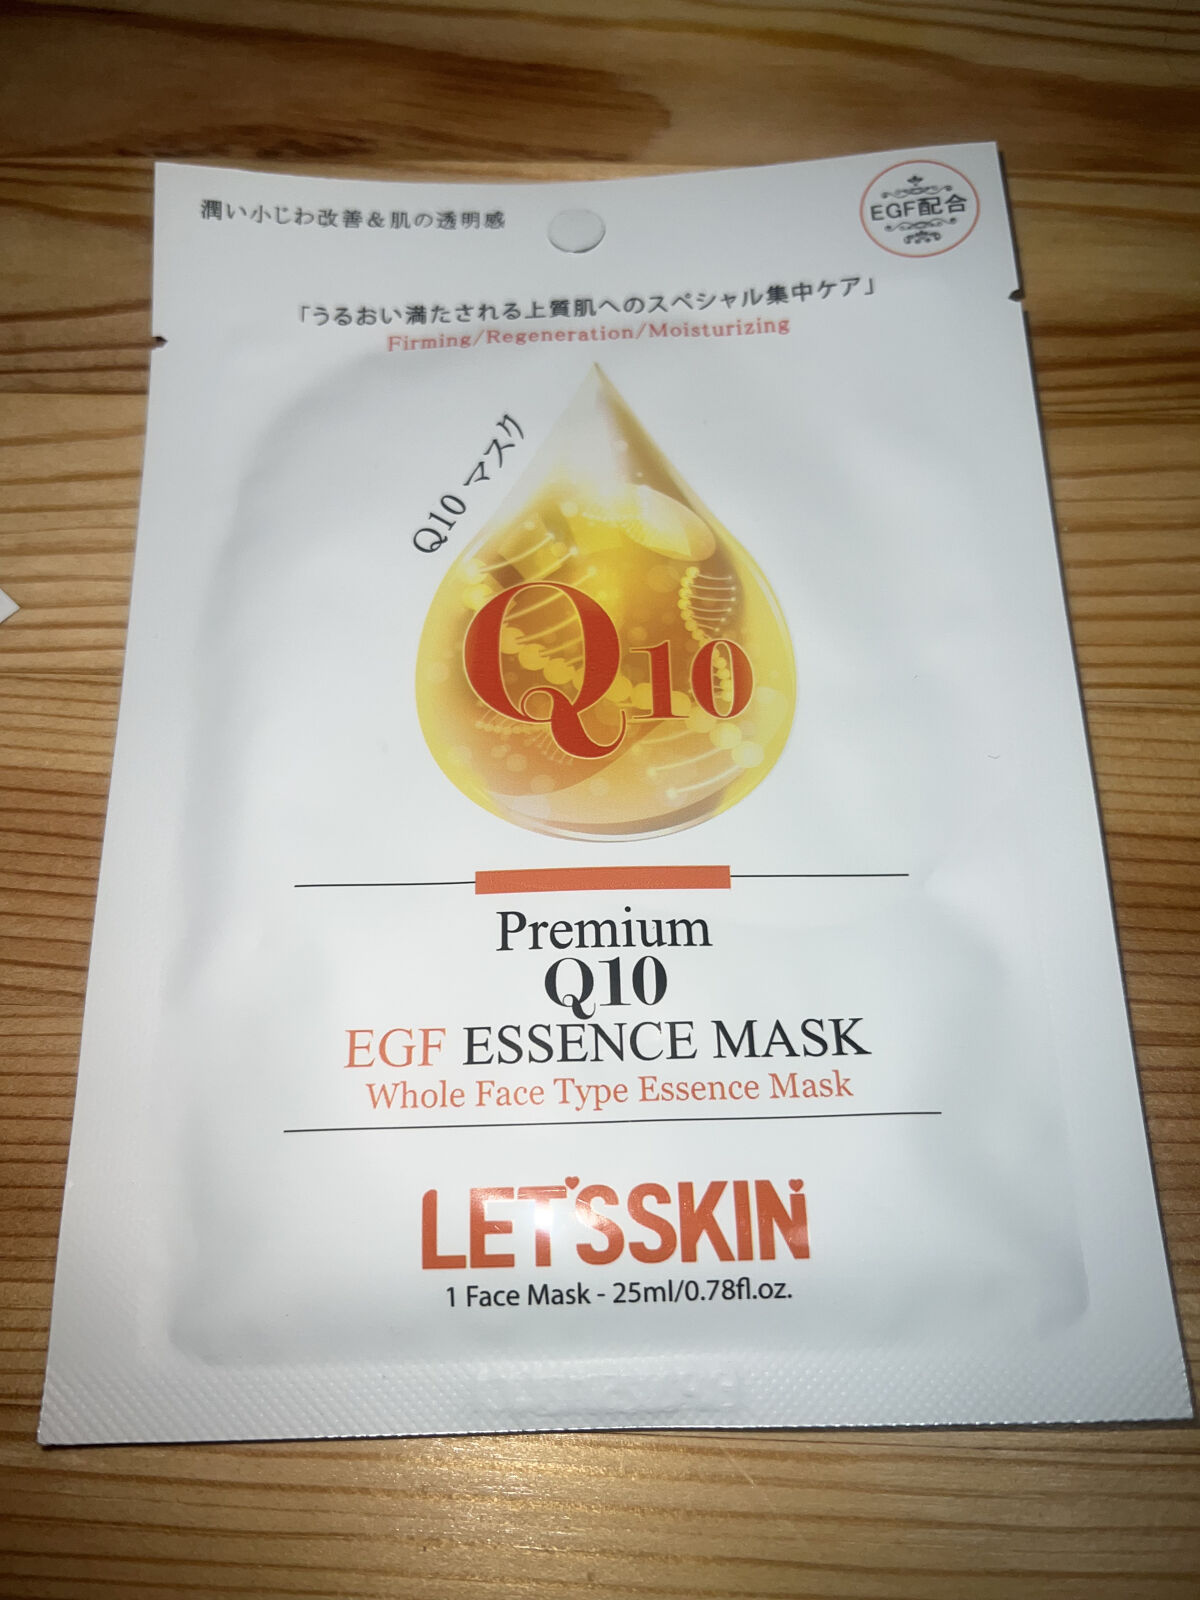 潤い小じわ改善&肌の透明感
EGF配合
「うるおい満たされる上質肌へのスペシャル集中ケア」
Firming/Regeneration/Moisturizing
Q10 マスク
Q10
Premium
Q10
EGF ESSENCE MASK
Whole Face Type Essence Mask
LET'SSKIN
1 Face Mask - 25ml/0.78fl.oz.